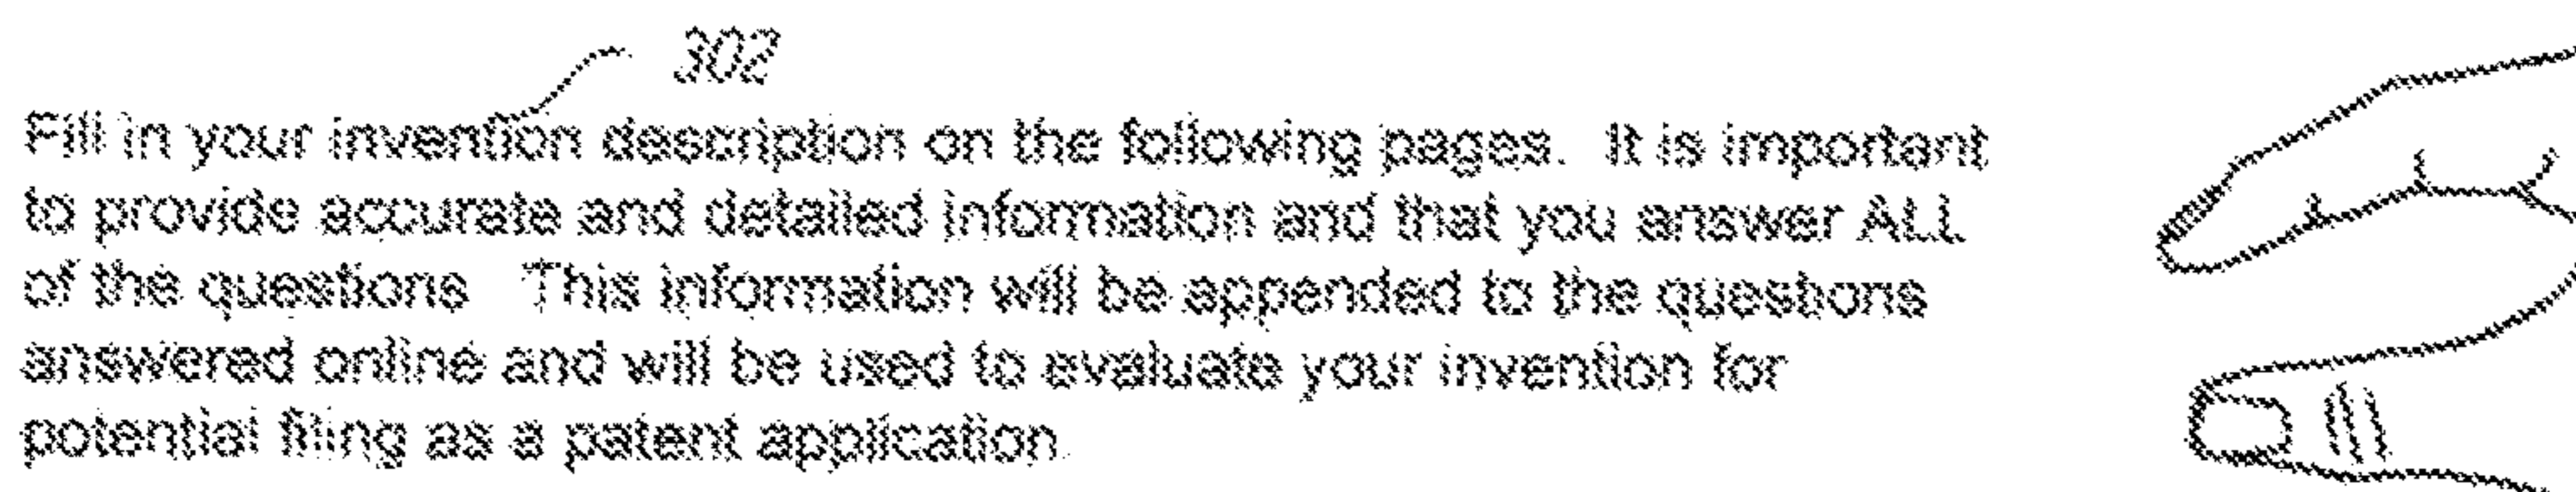 302
Fill in your invention description on the following pages. It is important
to provide accurate and detailed information and that you answer ALL
of the questions This information will be appended to the questions
answered online and will be used to evaluate your invention for
potential filing as a patent application